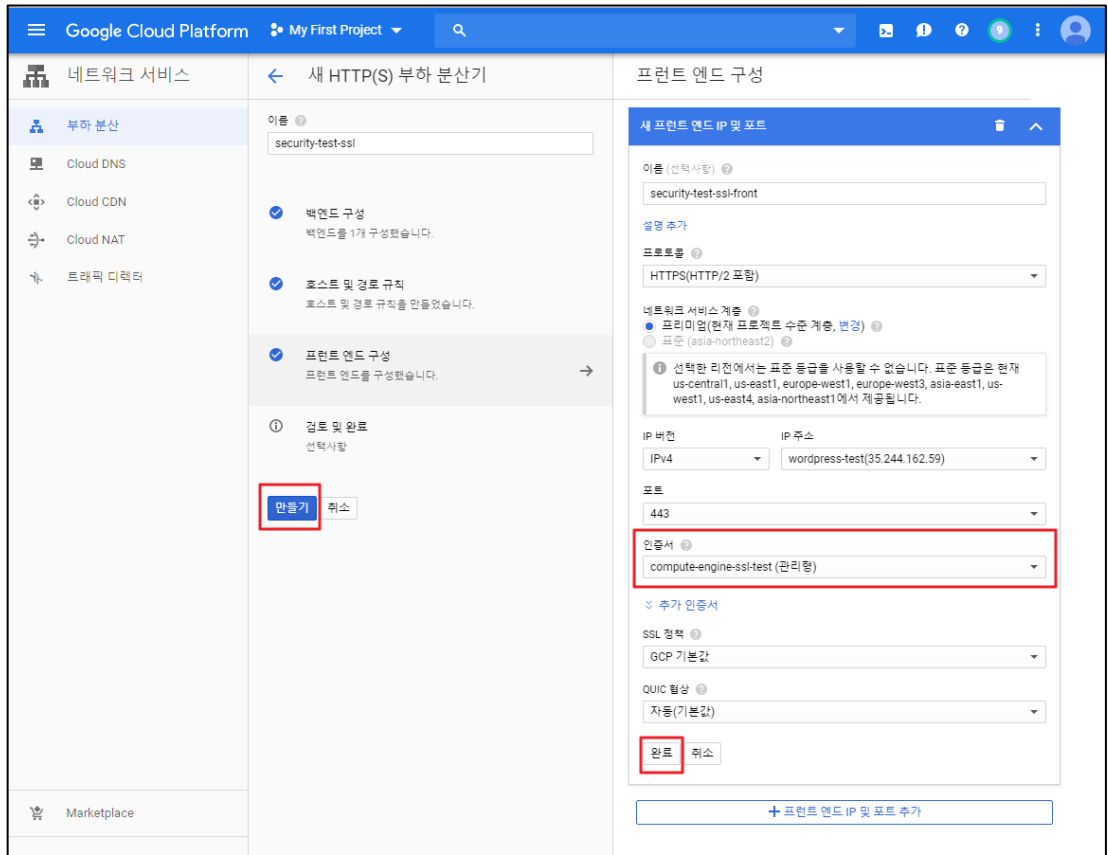 Google Cloud Platform
My First Project
9
네트워크 서비스
새 HTTP(S) 부하 분산기
프런트 엔드 구성
부하 분산
Cloud DNS
Cloud CDN
Cloud NAT
트래픽 디렉터
Marketplace
이름
security-test-ssl
백엔드 구성
백엔드를 1개 구성했습니다.
호스트 및 경로 규칙
호스트 및 경로 규칙을 만들었습니다.
프런트 엔드 구성
프런트 엔드를 구성했습니다.
검토 및 완료
선택사항
만들기 취소
새 프런트 엔드 IP 및 포트
이름 (선택사항)
security-test-ssl-front
설명 추가
프로토콜
HTTPS(HTTP/2 포함)
네트워크 서비스 계층
프리미엄(현재 프로젝트 수준 계층, 변경)
표준 (asia-northeast2)
선택한 리전에서는 표준 등급을 사용할 수 없습니다. 표준 등급은 현재
us-central1, us-east1, europe-west1, europe-west3, asia-east1, us-
west1, us-east4, asia-northeast1에서 제공됩니다.
IP 버전 IP 주소
IPv4 wordpress-test(35.244.162.59)
포트
443
인증서
compute-engine-ssl-test (관리형)
추가 인증서
SSL 정책
GCP 기본값
QUIC 협상
자동(기본값)
완료 취소
+ 프런트 엔드 IP 및 포트 추가